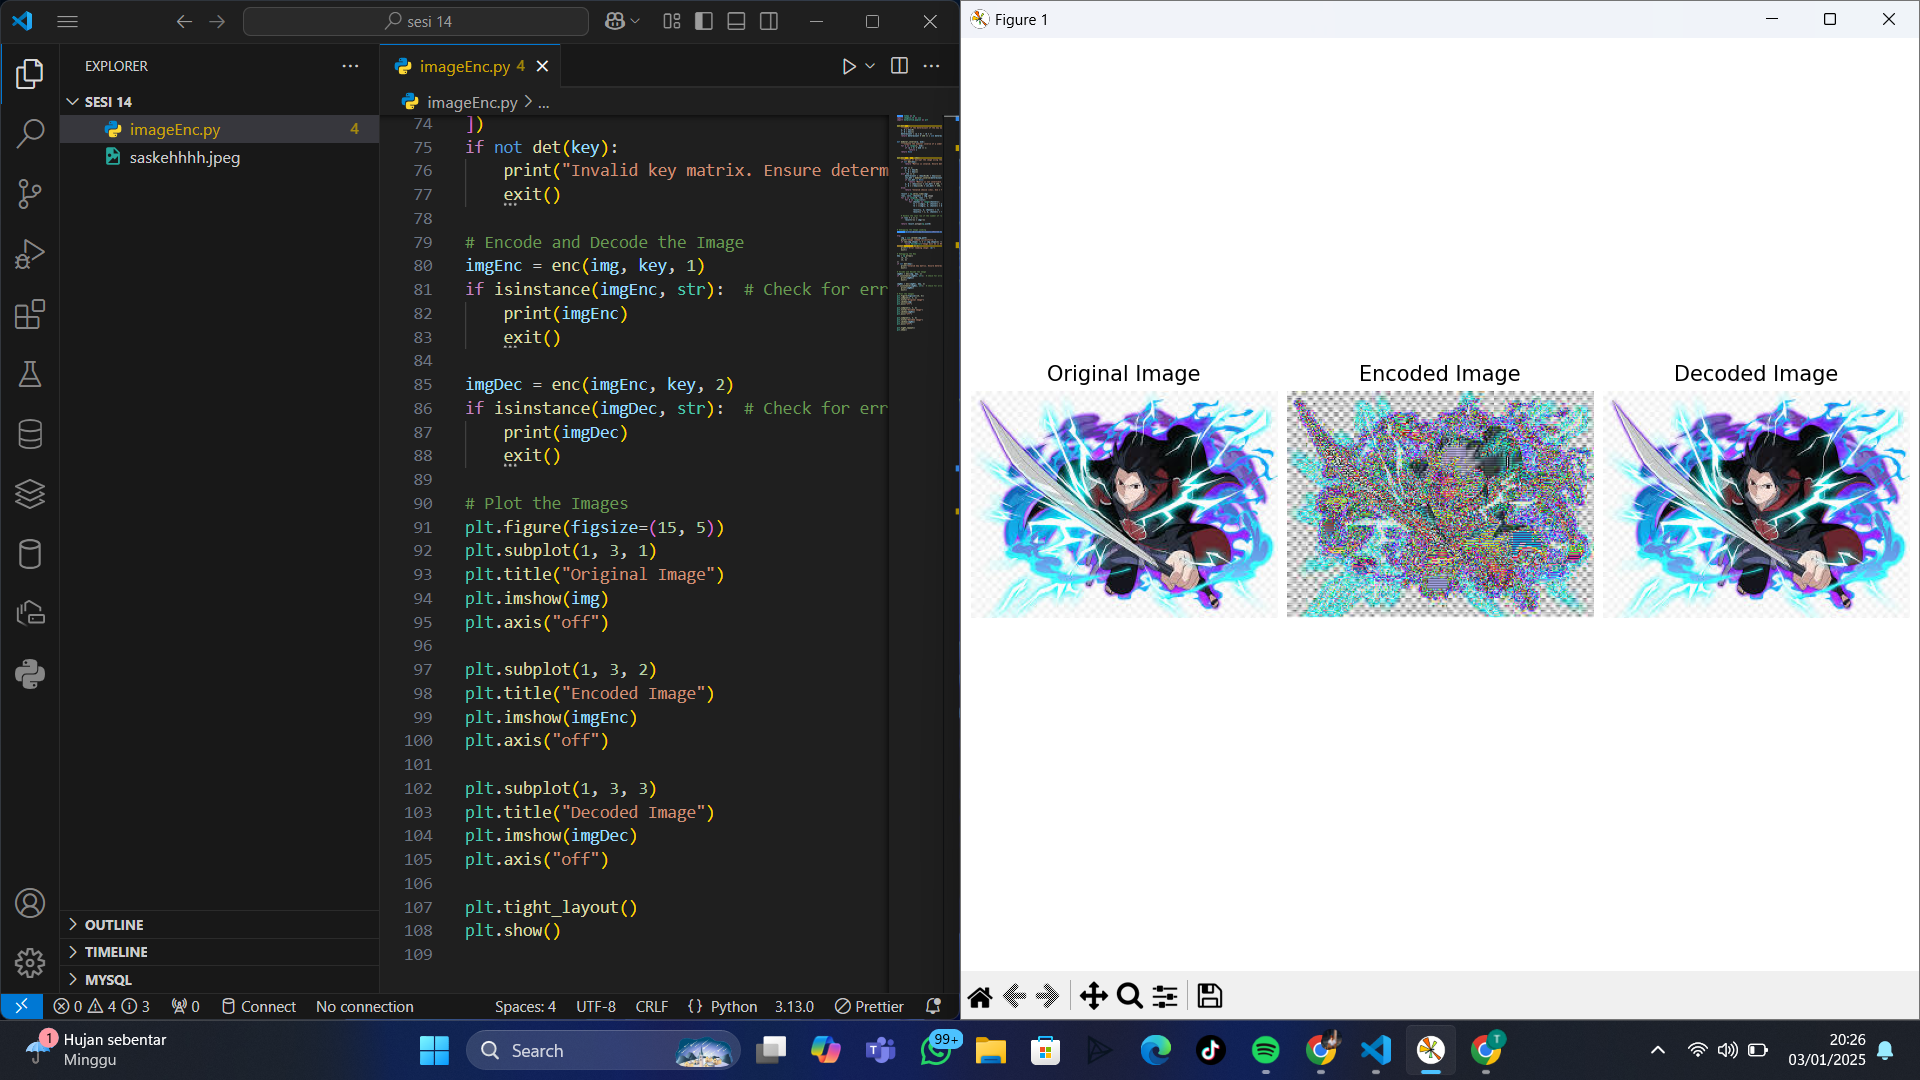 sesi 14
EXPLORER
SESI 14
imageEnc.py 4
saskehhhh.jpeg
OUTLINE
TIMELINE
MYSQL
imageEnc.py 4
imageEnc.py > ...
74 ])
75 if not det(key):
76 print("Invalid key matrix. Ensure determ
77 exit()
78
79 # Encode and Decode the Image
80 imgEnc = enc(img, key, 1)
81 if isinstance(imgEnc, str):  # Check for err
82 print(imgEnc)
83 exit()
84
85 imgDec = enc(imgEnc, key, 2)
86 if isinstance(imgDec, str):  # Check for err
87 print(imgDec)
88 exit()
89
90 # Plot the Images
91 plt.figure(figsize=(15, 5))
92 plt.subplot(1, 3, 1)
93 plt.title("Original Image")
94 plt.imshow(img)
95 plt.axis("off")
96
97 plt.subplot(1, 3, 2)
98 plt.title("Encoded Image")
99 plt.imshow(imgEnc)
100 plt.axis("off")
101
102 plt.subplot(1, 3, 3)
103 plt.title("Decoded Image")
104 plt.imshow(imgDec)
105 plt.axis("off")
106
107 plt.tight_layout()
108 plt.show()
109
0 4 3 0 Connect No connection Spaces: 4 UTF-8 CRLF {} Python 3.13.0 Prettier
Figure 1
Original Image Encoded Image Decoded Image
1 Hujan sebentar
Minggu
Search
99+
T
20:26
03/01/2025